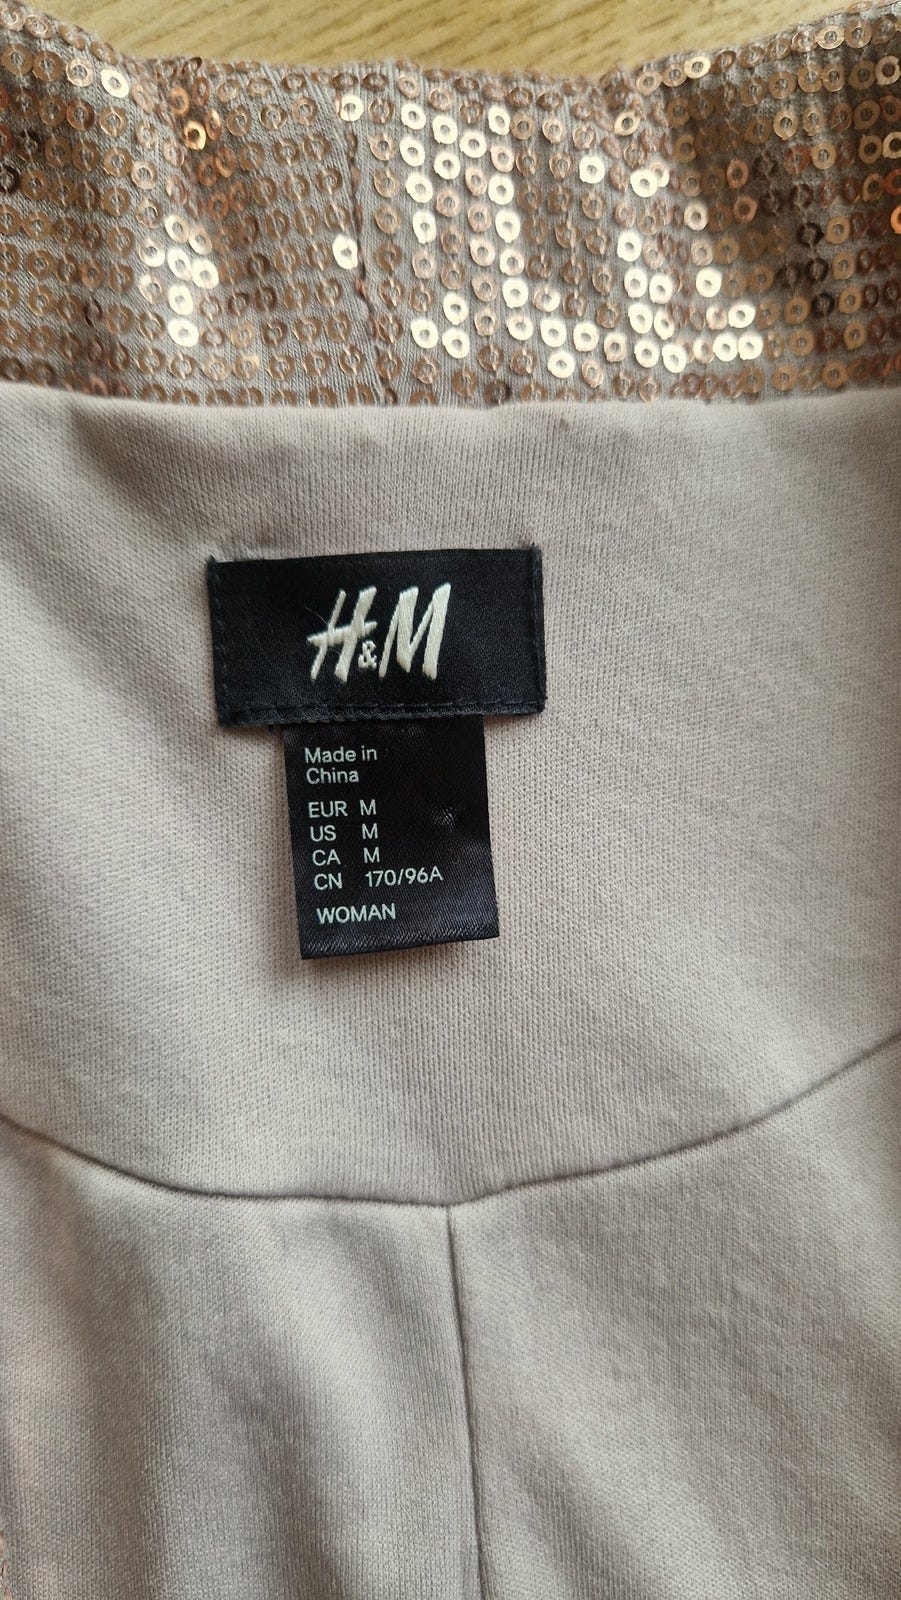 H&M
Made in
China
EUR M
US M
CA M
CN 170/96A
WOMAN